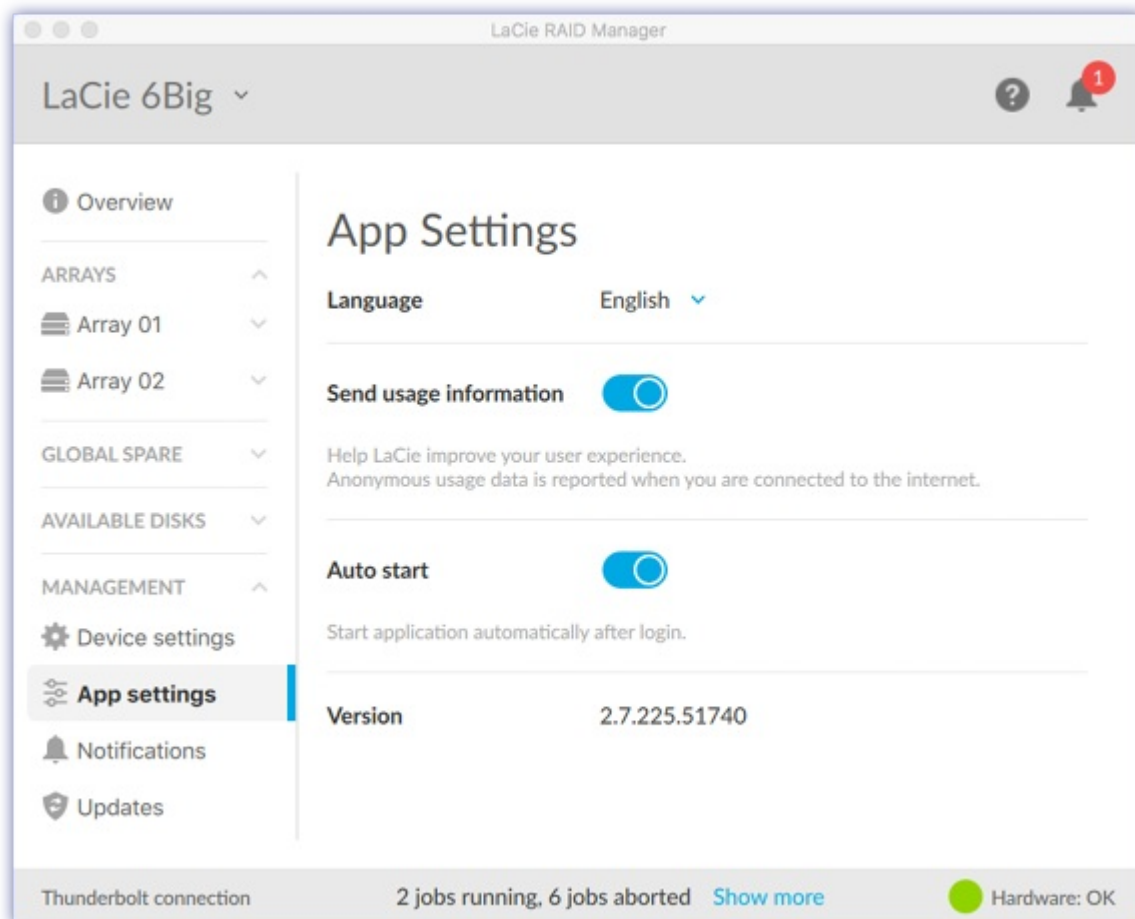 LaCie RAID Manager
LaCie 6Big
1
Overview
ARRAYS
Array 01
Array 02
GLOBAL SPARE
AVAILABLE DISKS
MANAGEMENT
Device settings
App settings
Notifications
Updates
App Settings
Language English
Send usage information
Help LaCie improve your user experience.
Anonymous usage data is reported when you are connected to the internet.
Auto start
Start application automatically after login.
Version 2.7.225.51740
Thunderbolt connection 2 jobs running, 6 jobs aborted Show more Hardware: OK